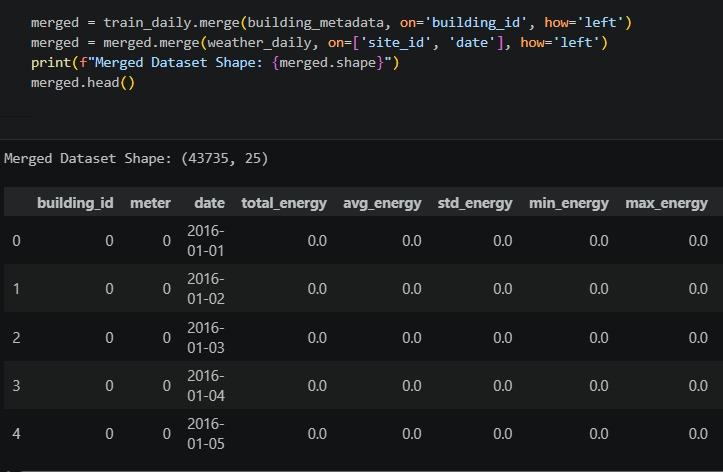 merged = train_daily.merge(building_metadata, on='building_id', how='left')
merged = merged.merge(weather_daily, on=['site_id', 'date'], how='left')
print(f"Merged Dataset Shape: {merged.shape}")
merged.head()
Merged Dataset Shape: (43735, 25)
building_id meter date total_energy avg_energy std_energy min_energy max_energy
0 0 0 2016-
01-01 0.0 0.0 0.0 0.0 0.0
1 0 0 2016-
01-02 0.0 0.0 0.0 0.0 0.0
2 0 0 2016-
01-03 0.0 0.0 0.0 0.0 0.0
3 0 0 2016-
01-04 0.0 0.0 0.0 0.0 0.0
4 0 0 2016-
01-05 0.0 0.0 0.0 0.0 0.0